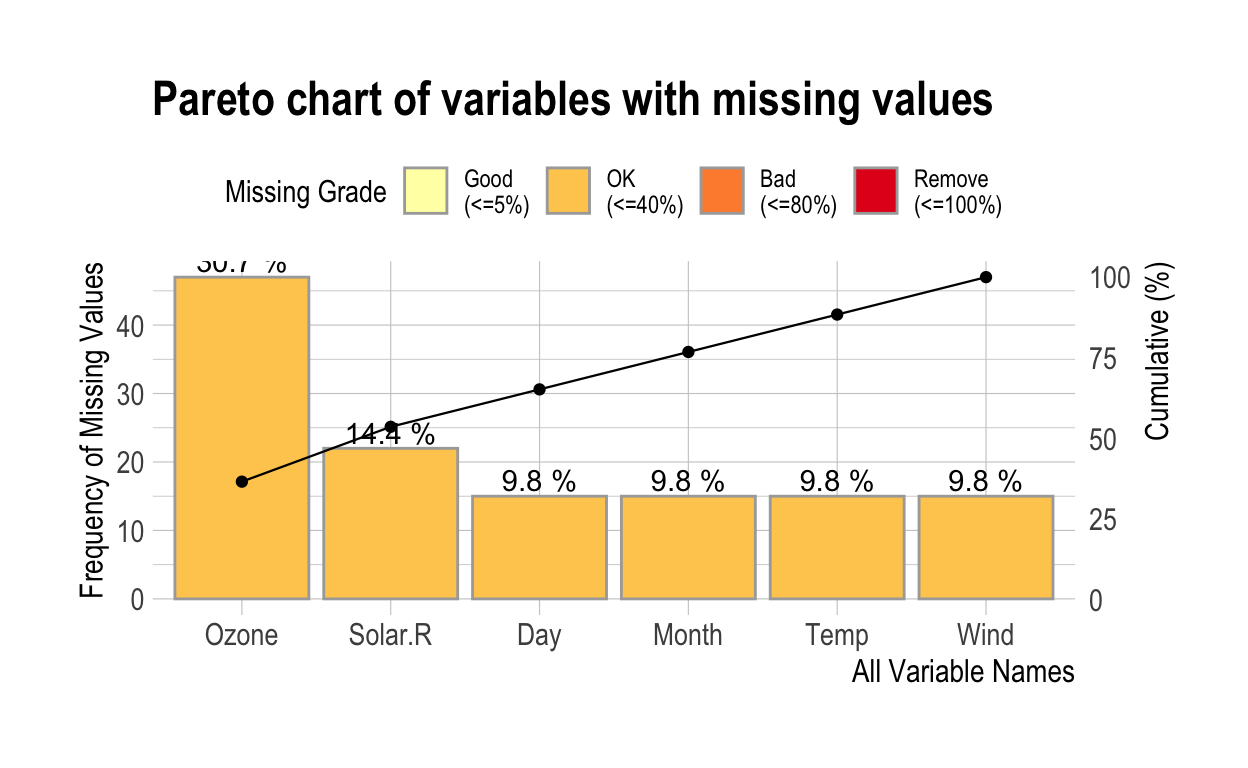 Pareto chart of variables with missing values
Missing Grade
Good
(<=5%)
OK
(<=40%)
Bad
(<=80%)
Remove
(<=100%)
Frequency of Missing Values
40
30
20
10
0
30.7 %
14.4 %
9.8 %
9.8 %
9.8 %
9.8 %
100
75
50
25
0
Cumulative (%)
Ozone
Solar.R
Day
Month
Temp
Wind
All Variable Names